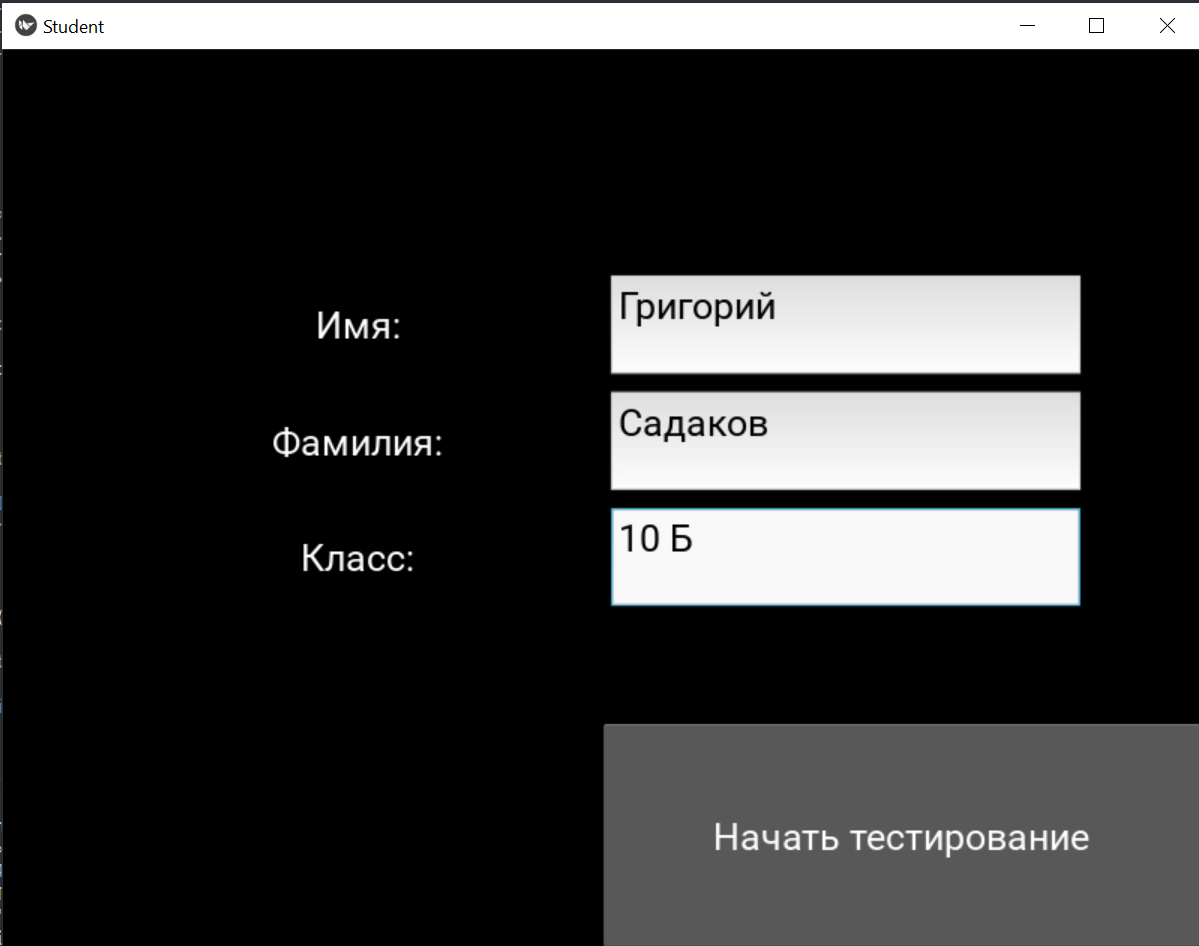 Student
Имя:
Григорий
Фамилия:
Садаков
Класс:
10 Б
Начать тестирование